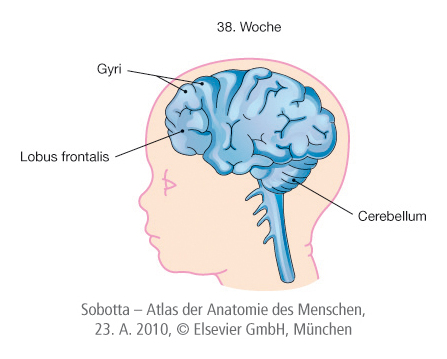 38. Woche
Gyri
Lobus frontalis
Cerebellum
Sobotta – Atlas der Anatomie des Menschen,
23. A. 2010, © Elsevier GmbH, München